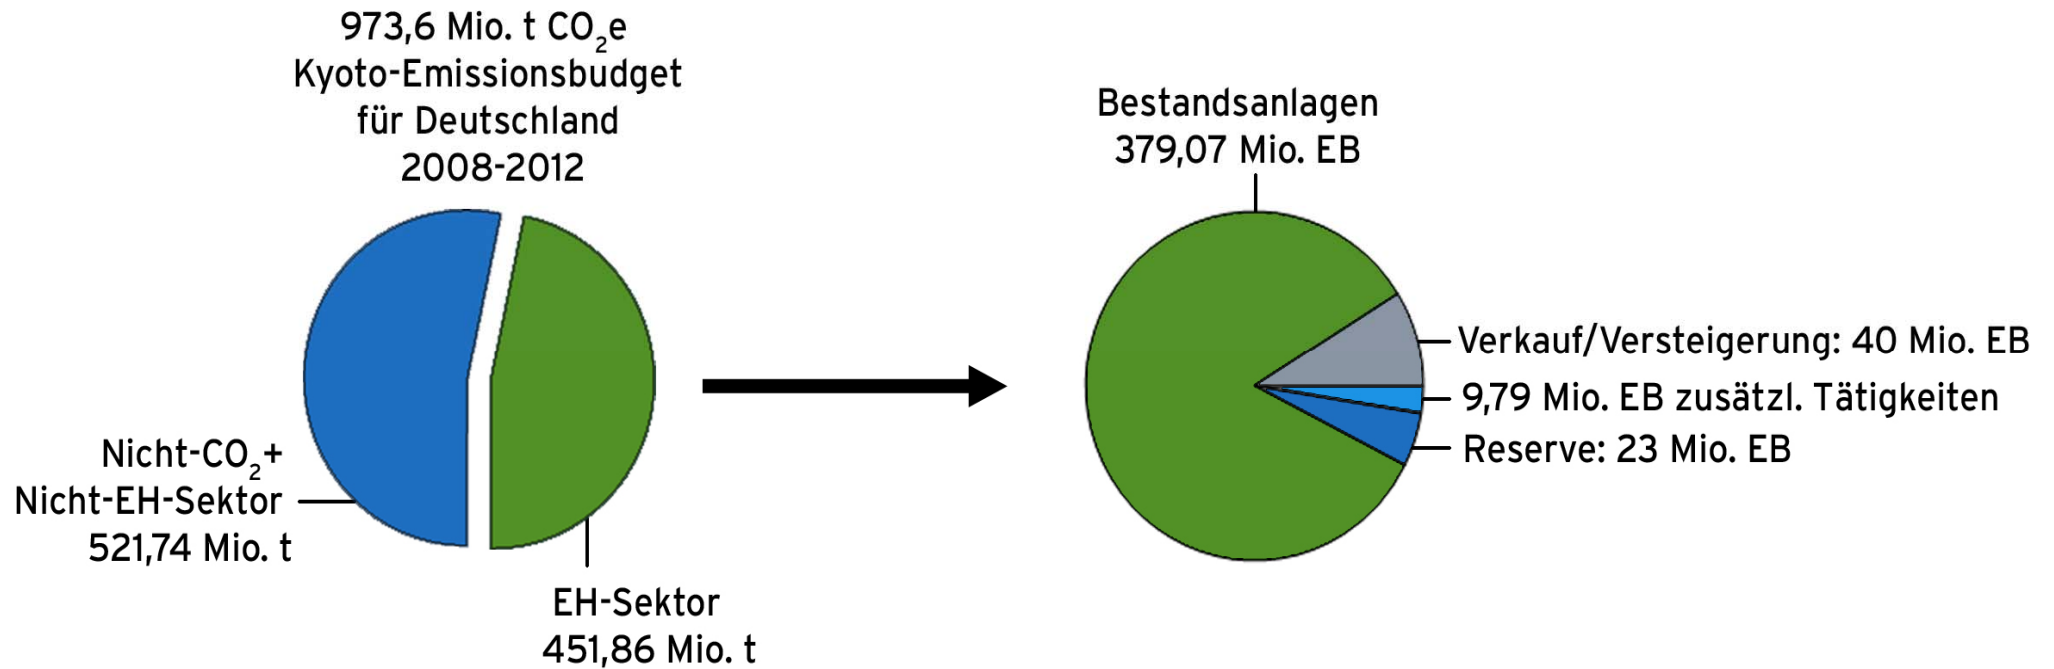 973,6 Mio. t CO₂e
Kyoto-Emissionsbudget
für Deutschland
2008-2012
Nicht-CO₂+
Nicht-EH-Sektor
521,74 Mio. t
EH-Sektor
451,86 Mio. t
Bestandsanlagen
379,07 Mio. EB
Verkauf/Versteigerung: 40 Mio. EB
9,79 Mio. EB zusätzl. Tätigkeiten
Reserve: 23 Mio. EB